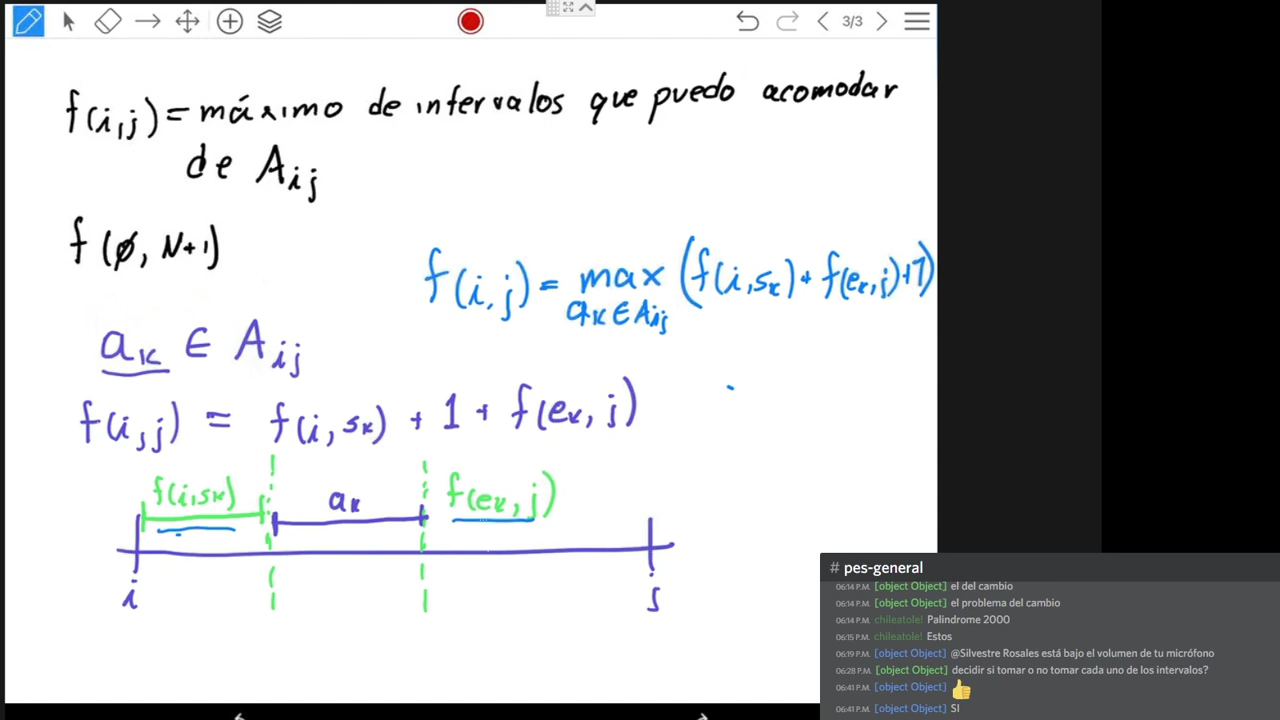 3/3
f(i,j) = máximo de intervalos que puedo acomodar
de Aij
f(ø, N+1)
f(i,j) = max (f(i,sk) + f(ek,j)+1)
ak ∈ Aij
ak ∈ Aij
f(i,j) = f(i,sk) + 1 + f(ek,j)
f(i,sk) ak f(ek,j)
i j
# pes-general
06:14 P.M. [object Object] el del cambio
06:14 P.M. [object Object] el problema del cambio
06:14 P.M. chileatole! Palindrome 2000
06:15 P.M. chileatole! Estos
06:19 P.M. [object Object] @Silvestre Rosales está bajo el volumen de tu micrófono
06:28 P.M. [object Object] decidir si tomar o no tomar cada uno de los intervalos?
06:41 P.M. [object Object] 👍
06:41 P.M. [object Object] SI